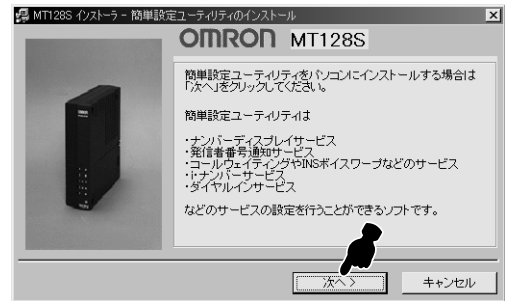 MT128S インストーラ - 簡単設定ユーティリティのインストール
OMRON MT128S
簡単設定ユーティリティをパソコンにインストールする場合は
「次へ」をクリックしてください。
簡単設定ユーティリティは
・ナンバーディスプレイサービス
・発信者番号通知サービス
・コールウェイティングやINSボイスワープなどのサービス
・i・ナンバーサービス
・ダイヤルインサービス
などのサービスの設定を行うことができるソフトです。
次へ >
キャンセル